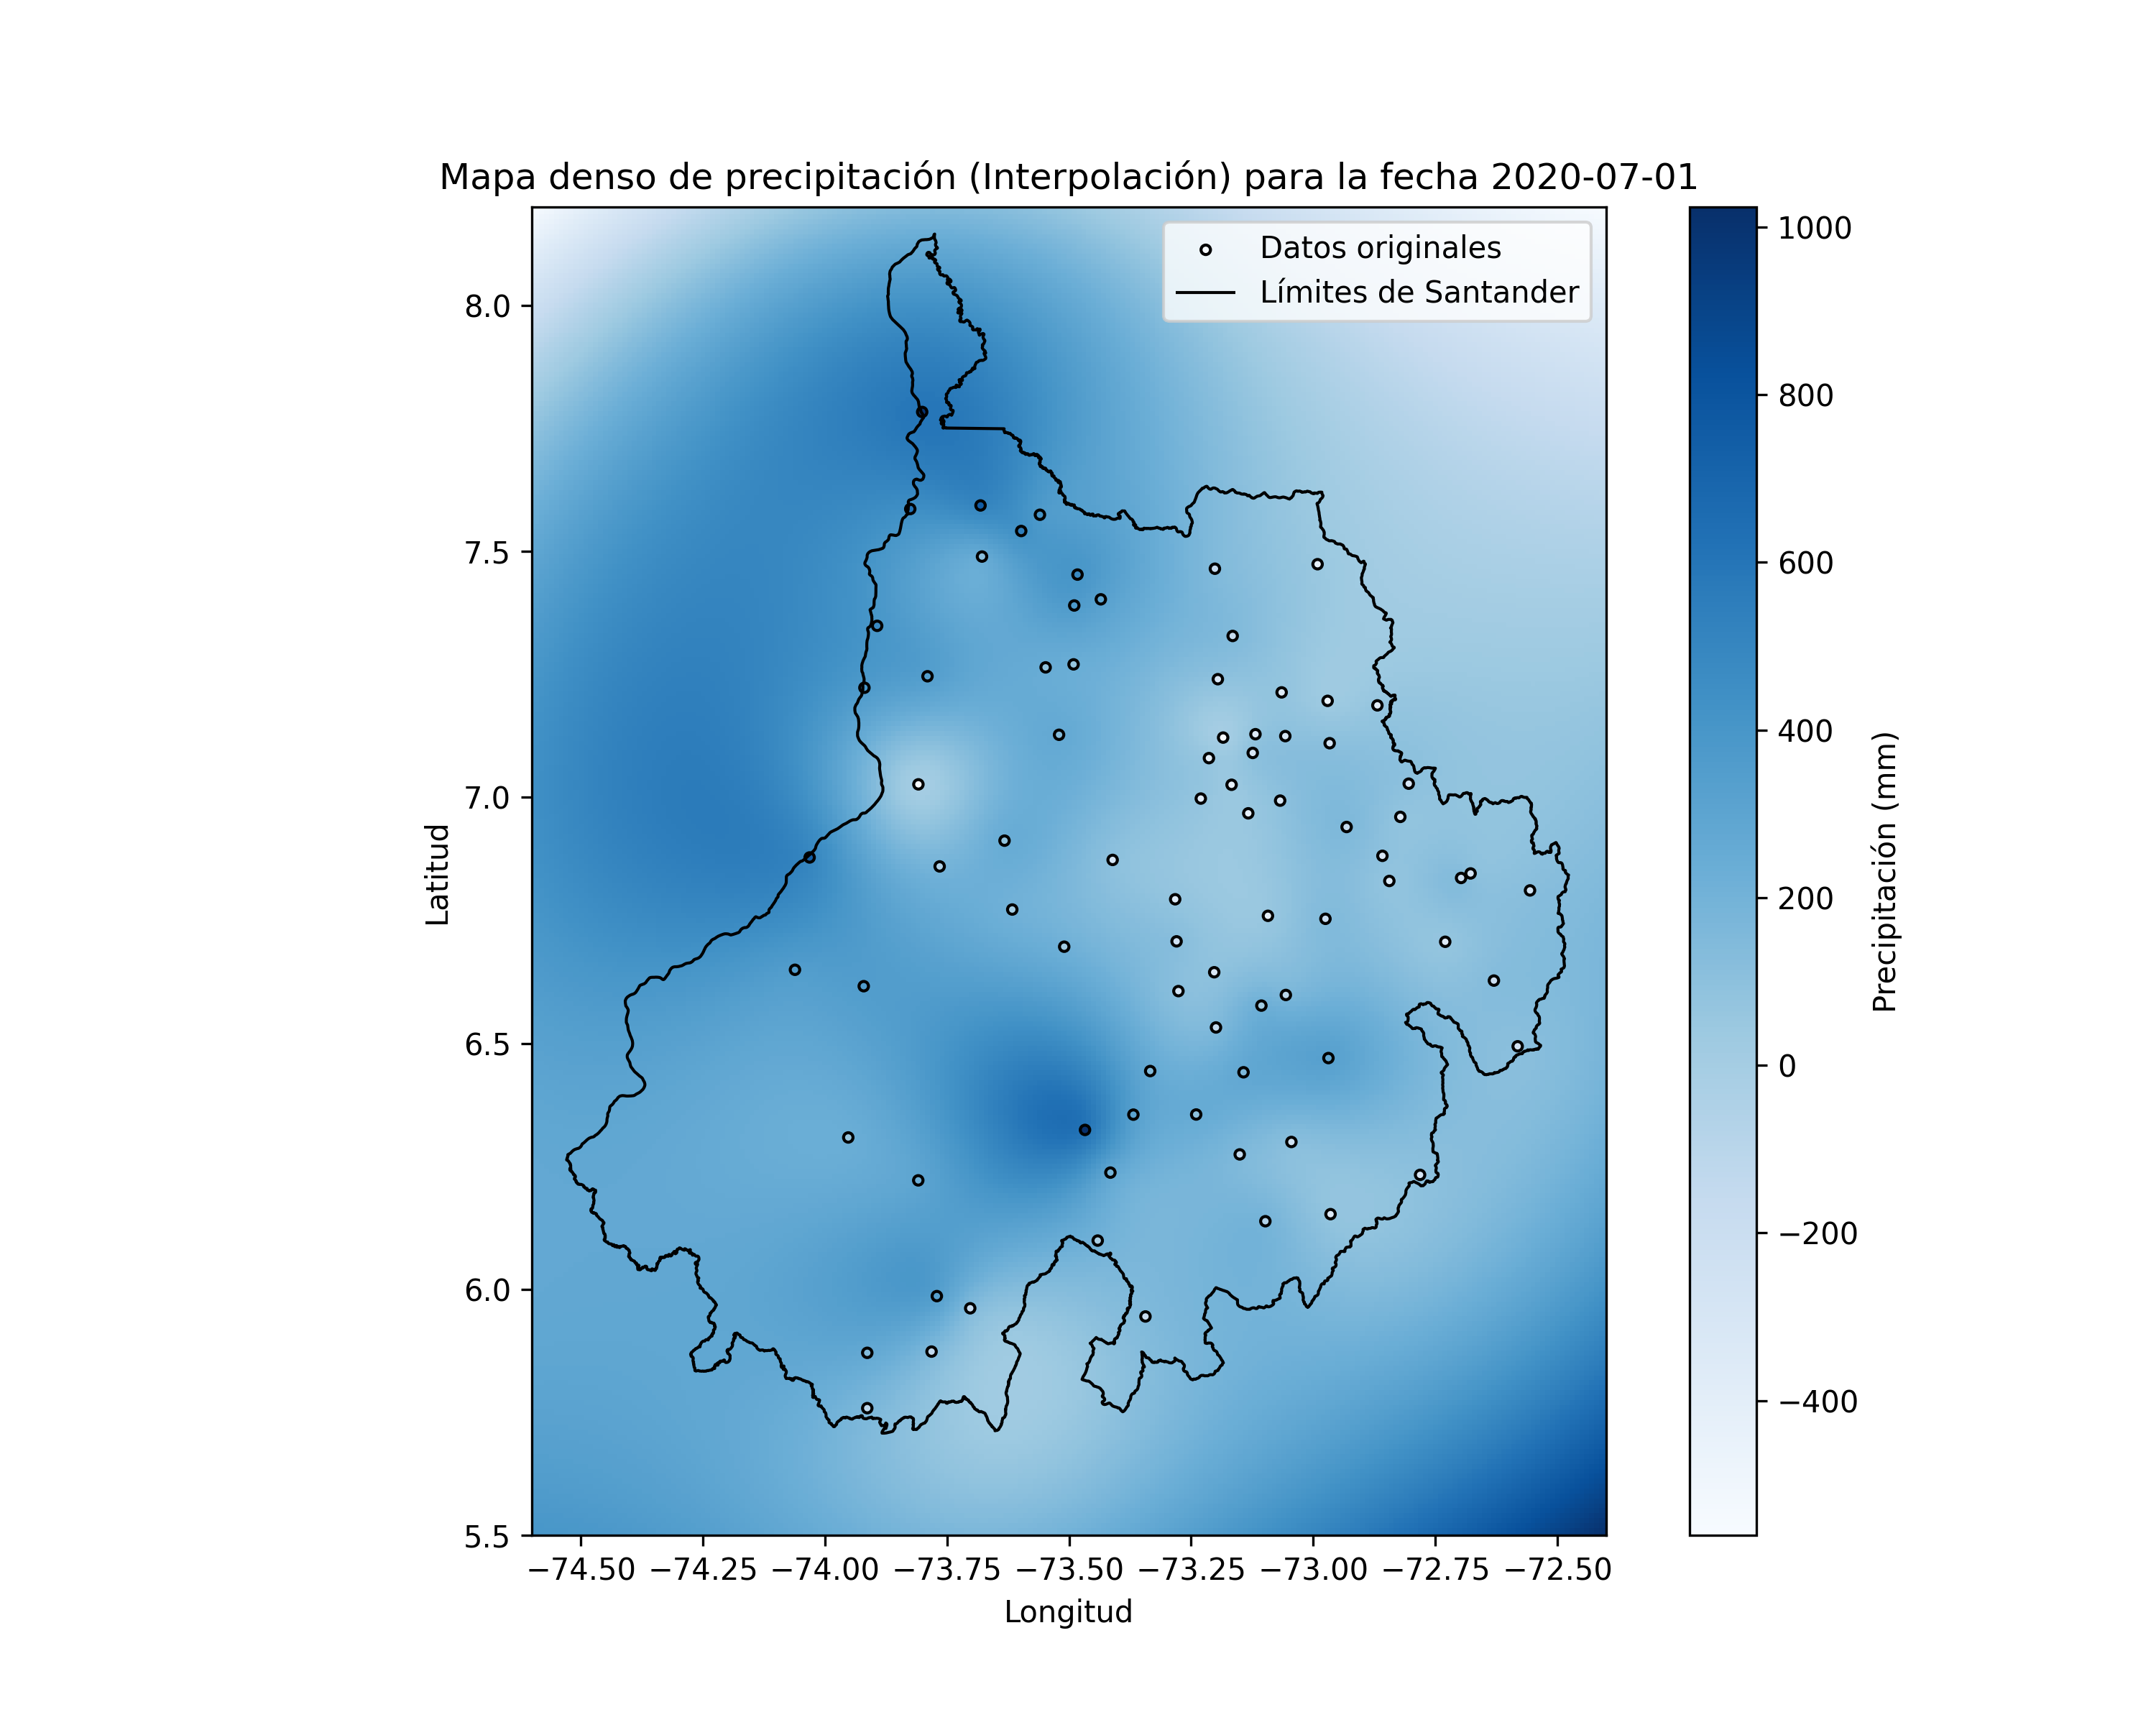 Mapa denso de precipitación (Interpolación) para la fecha 2020-07-01
Datos originales
Límites de Santander
8.0
7.5
7.0
6.5
6.0
5.5
Latitud
−74.50 −74.25 −74.00 −73.75 −73.50 −73.25 −73.00 −72.75 −72.50
Longitud
1000
800
600
400
200
0
−200
−400
Precipitación (mm)